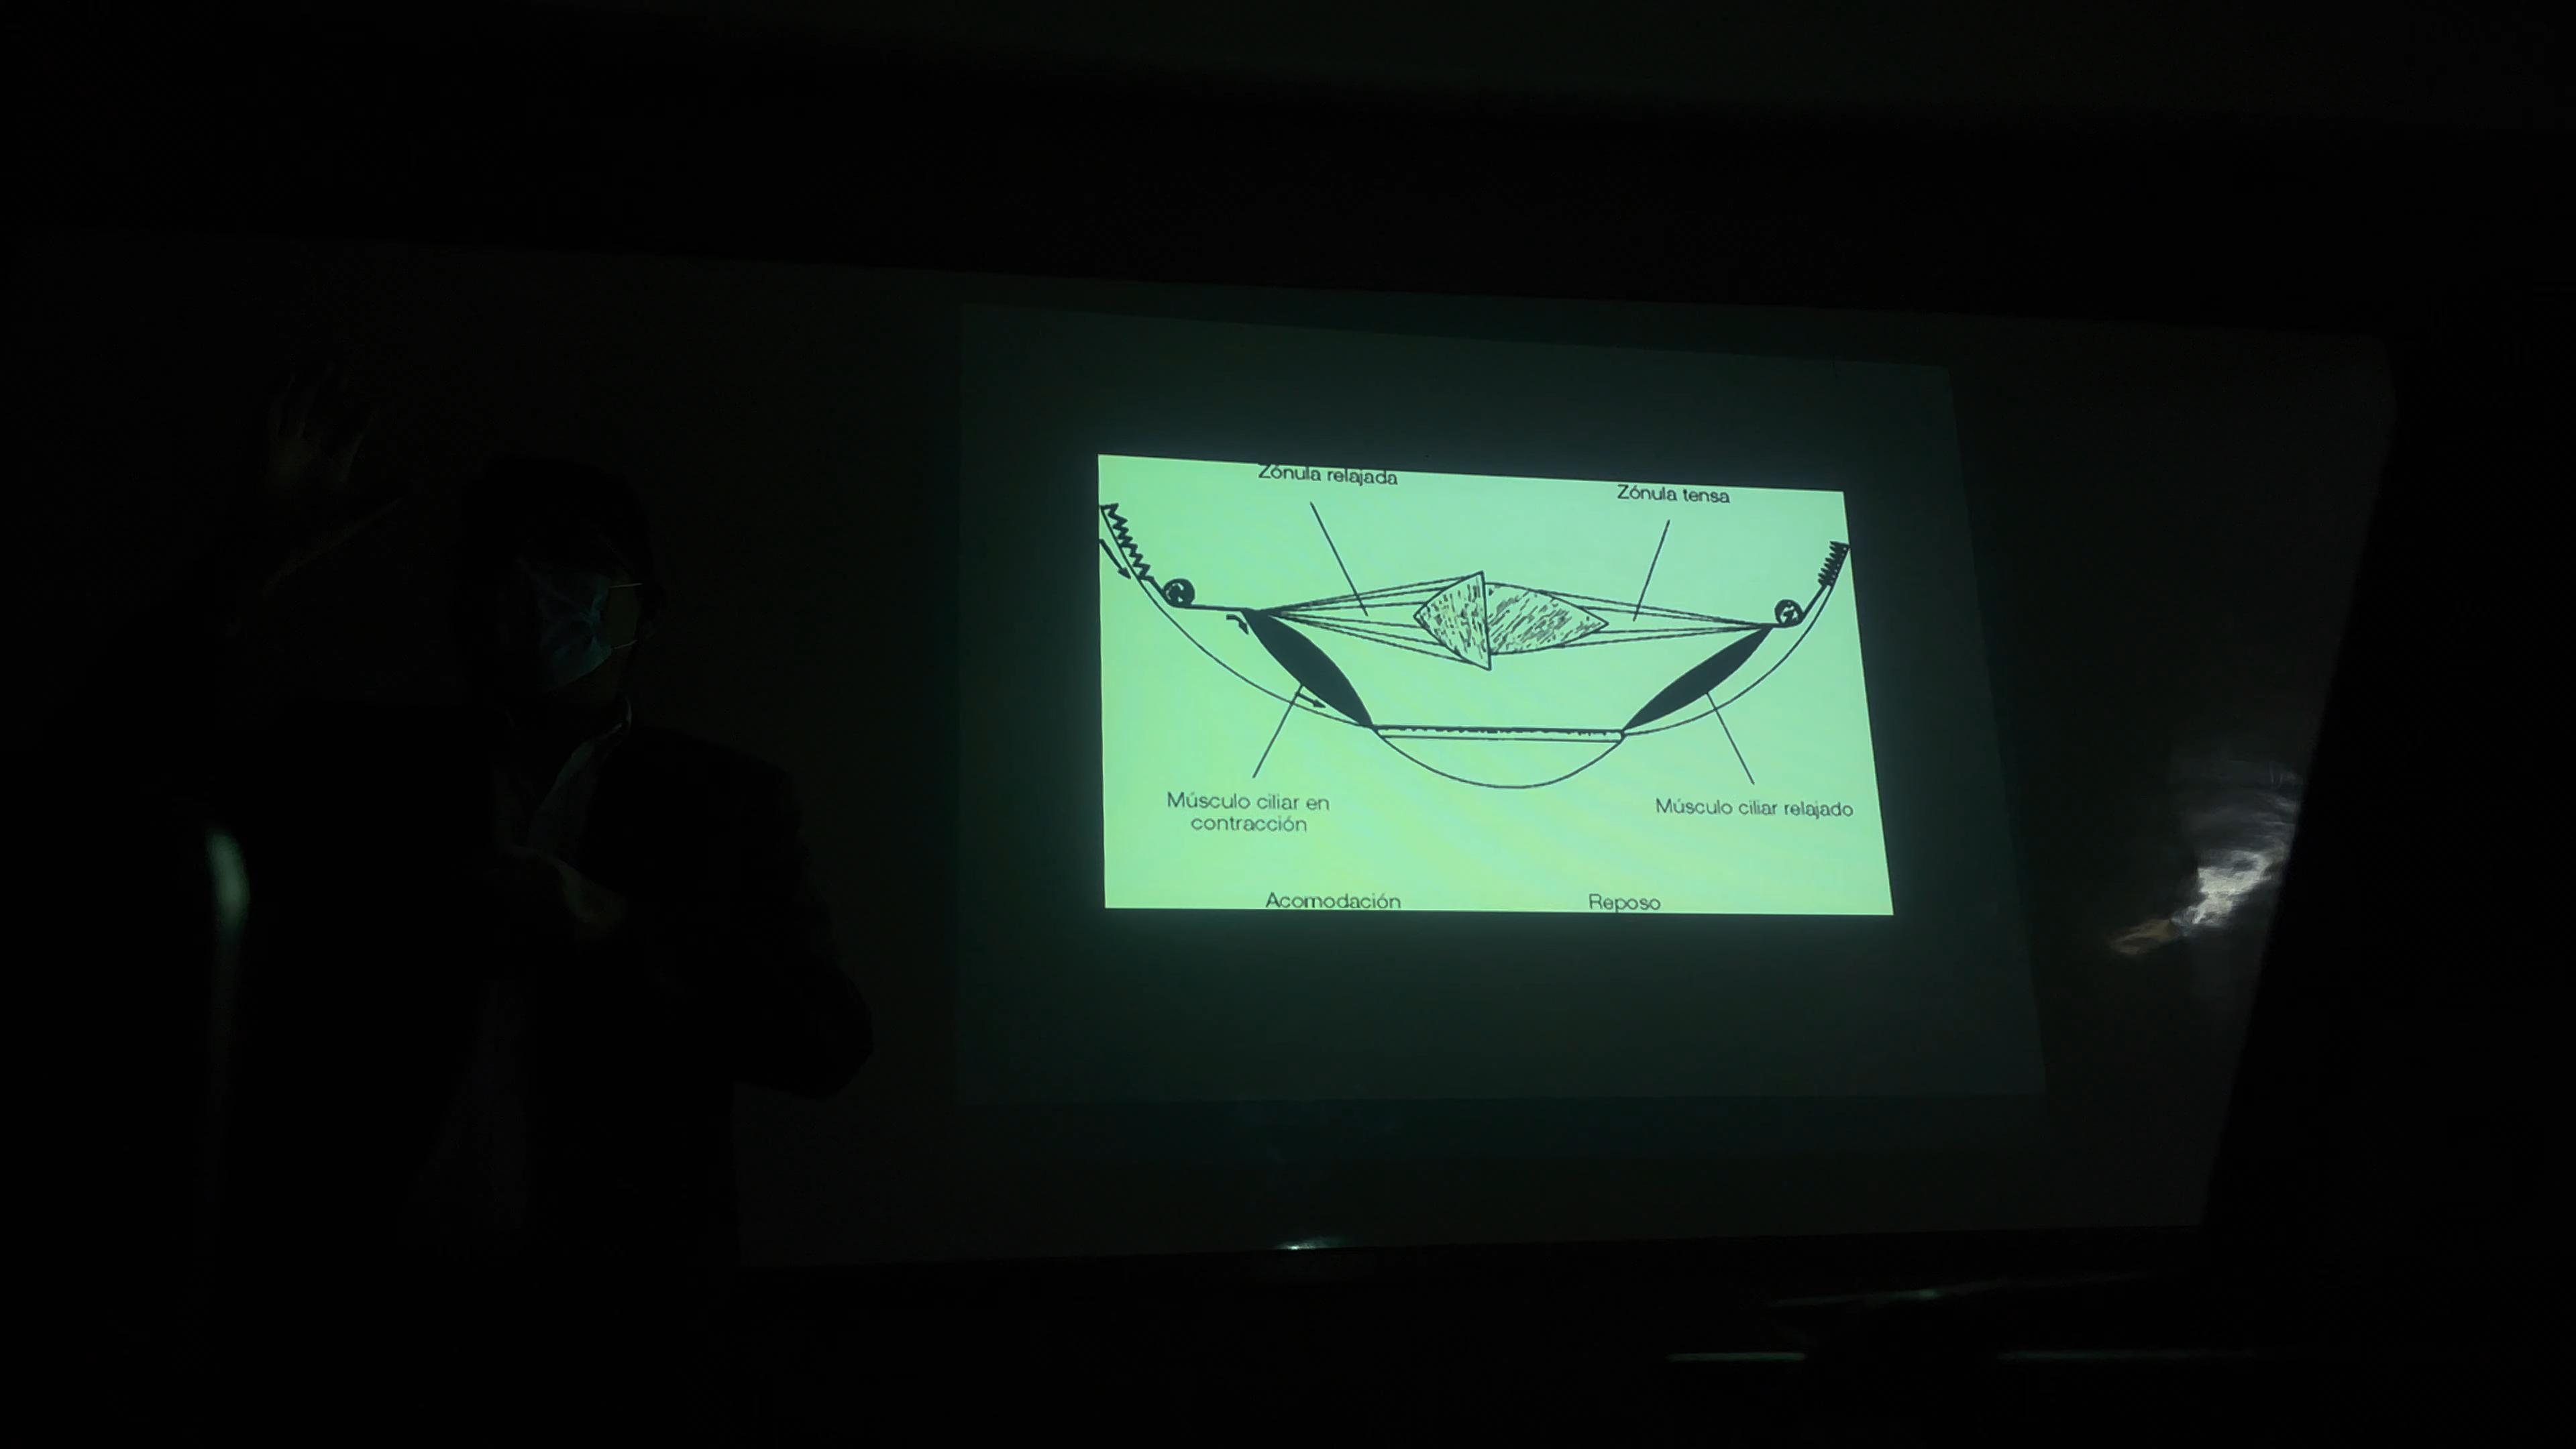 Zónula relajada
Zónula tensa
Músculo ciliar en
contracción
Músculo ciliar relajado
Acomodación
Reposo